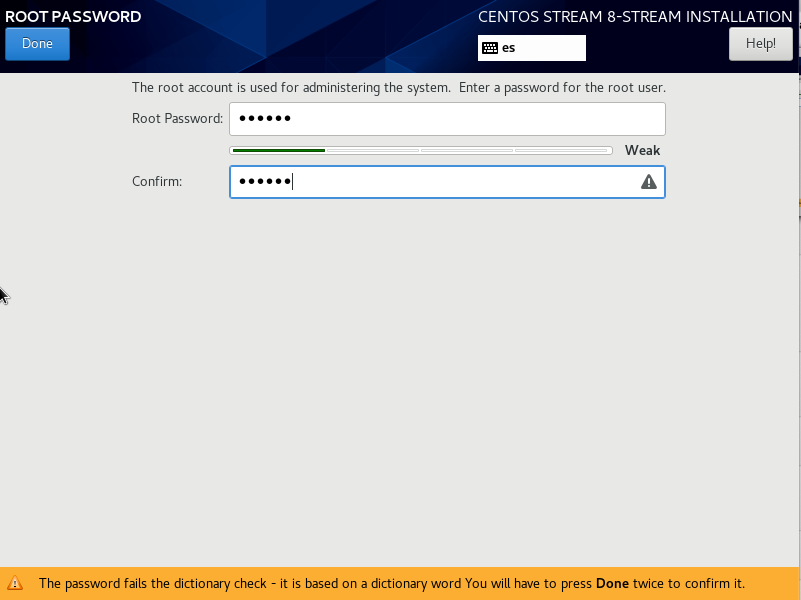 ROOT PASSWORD
CENTOS STREAM 8-STREAM INSTALLATION
Done
es
Help!
The root account is used for administering the system.  Enter a password for the root user.
Root Password: ●●●●●●
Weak
Confirm: ●●●●●●
The password fails the dictionary check - it is based on a dictionary word You will have to press Done twice to confirm it.